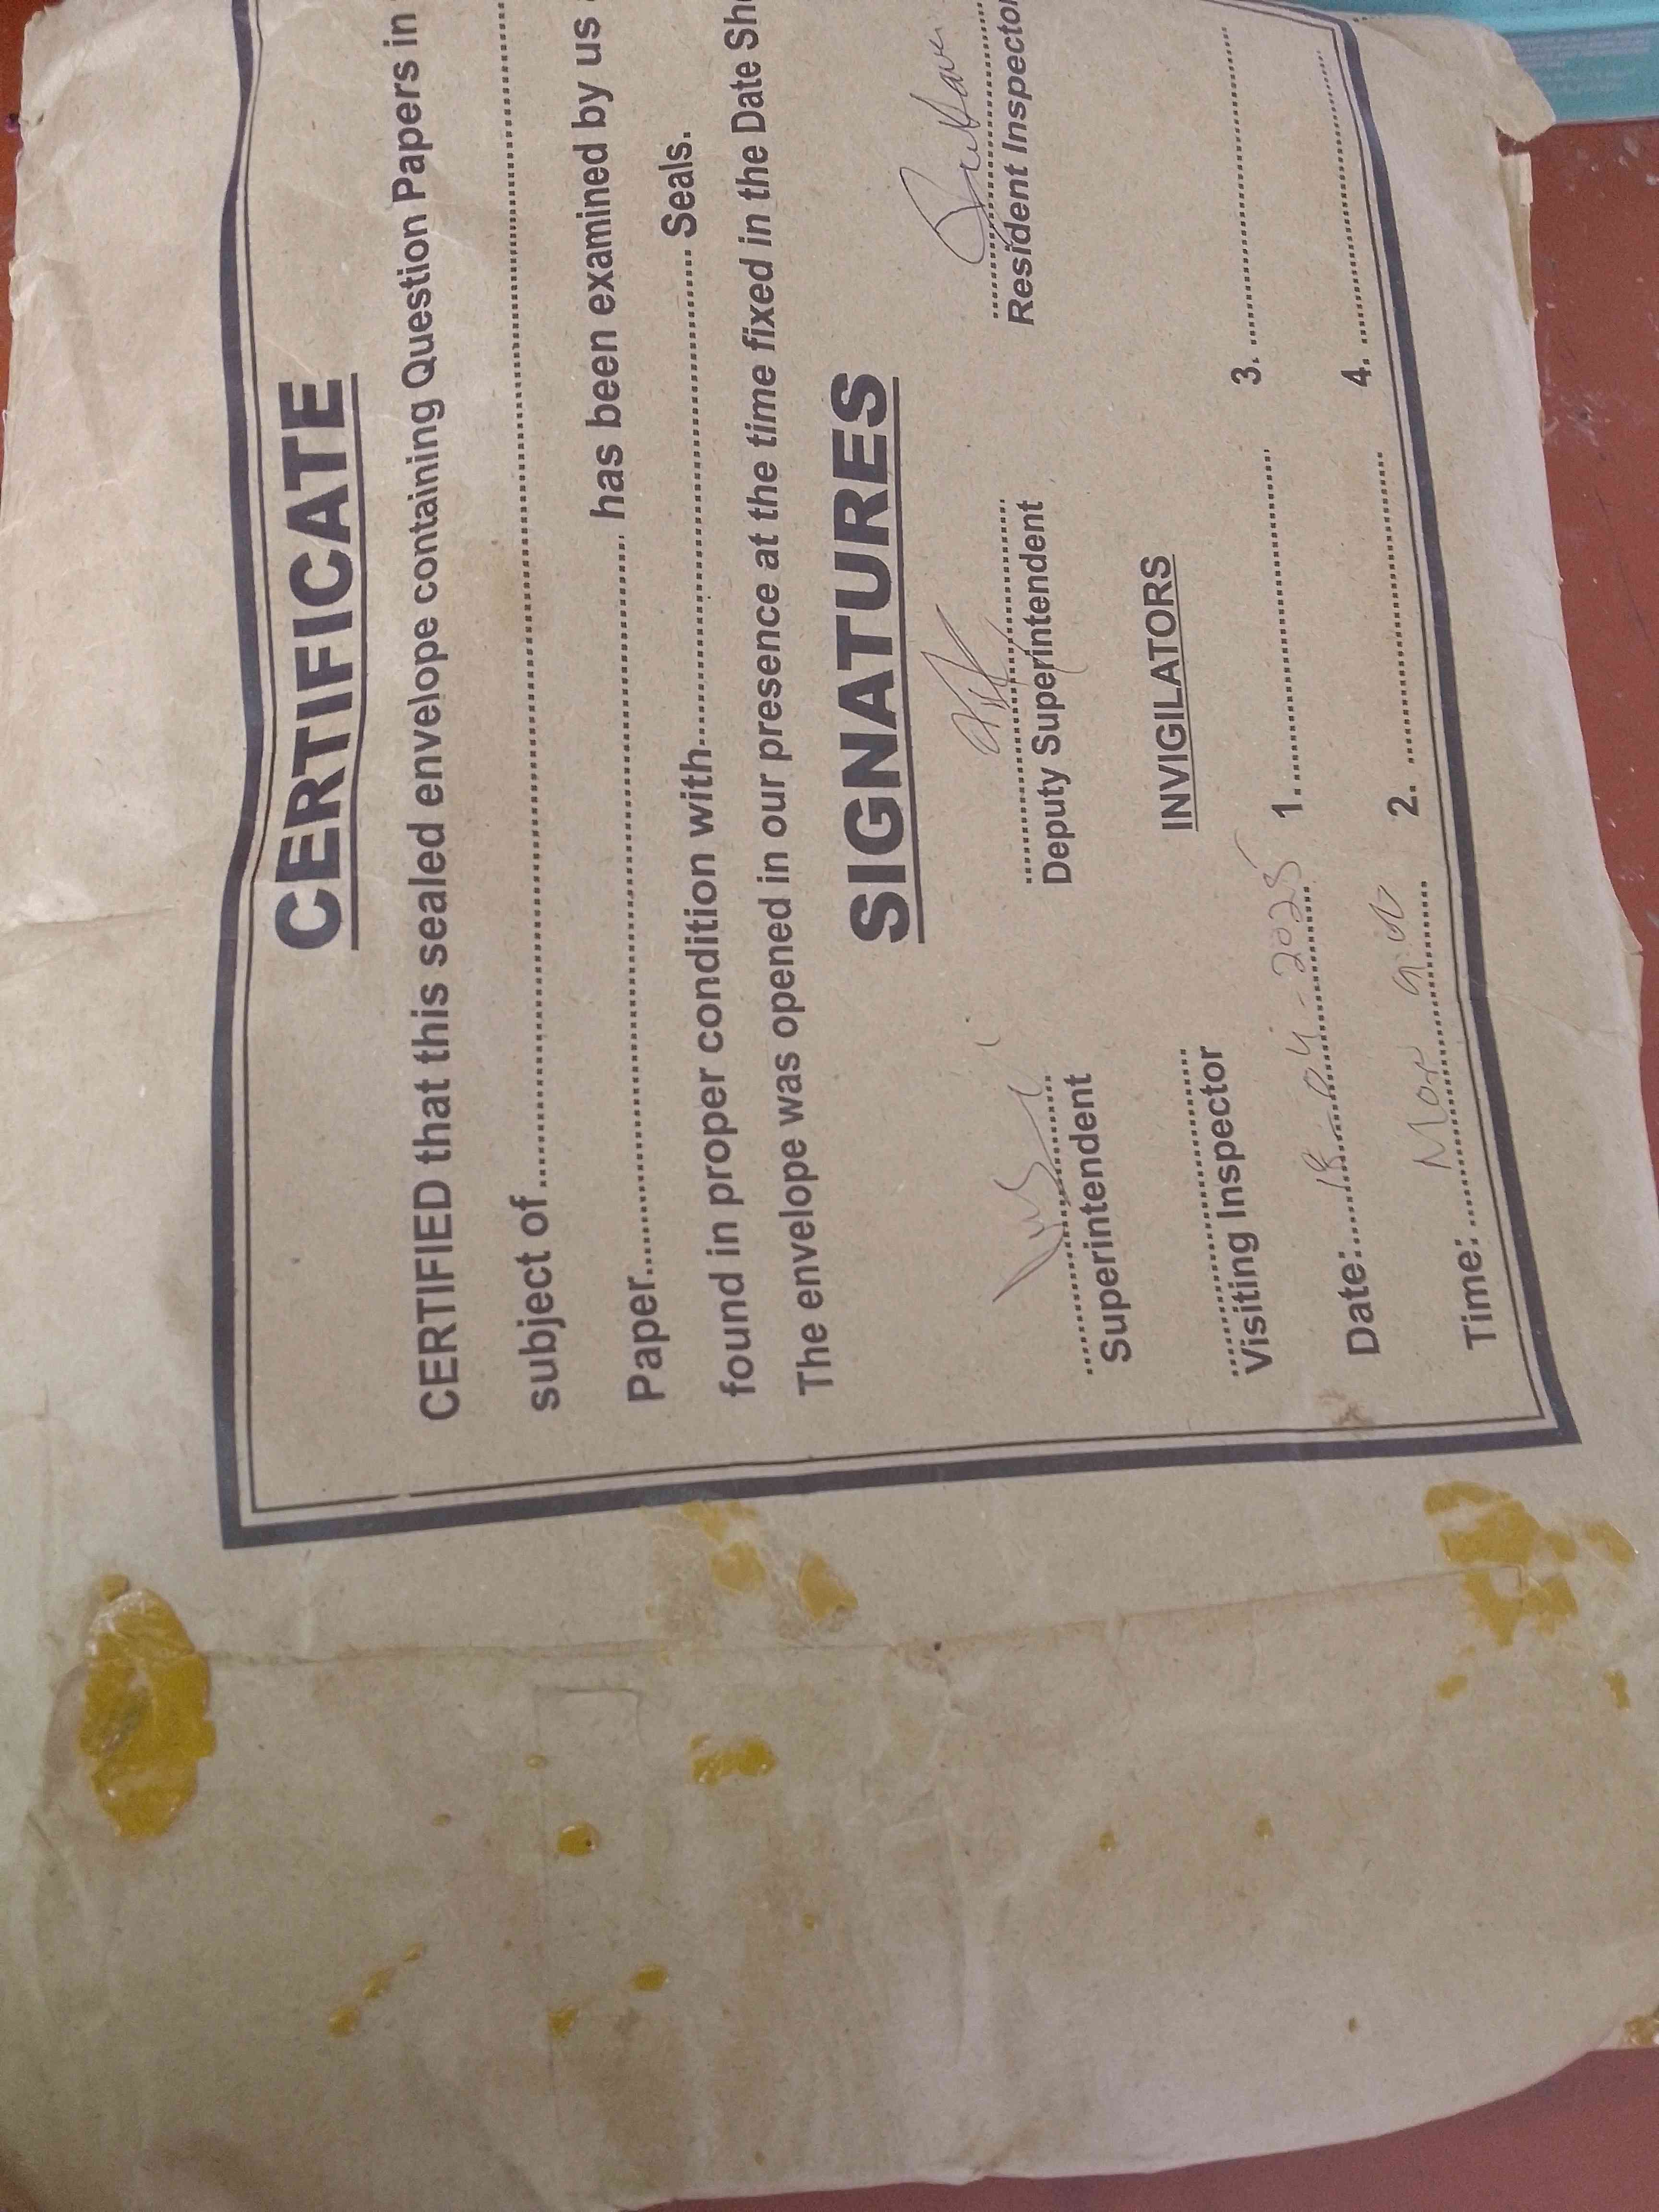 CERTIFICATE
CERTIFIED that this sealed envelope containing Question Papers in
subject of....................................................................................
Paper........................................ has been examined by us
found in proper condition with........................................ Seals.
The envelope was opened in our presence at the time fixed in the Date Sh
SIGNATURES
Superintendent Deputy Superintendent Resident Inspector
INVIGILATORS
Visiting Inspector
1............................ 3. ............................
Date: 18-04-2025
2. ............................ 4. ............................
Time: Mor 9:00